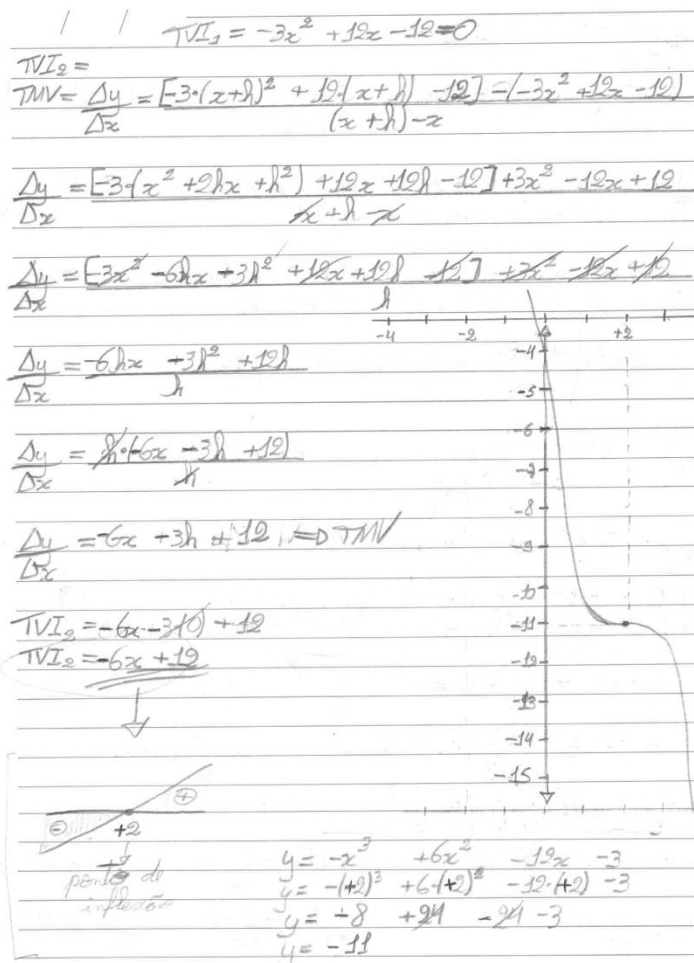 / /
TVI₁ = -3x² + 12x - 12 = 0
TVI₂ =
TMV = Δy/Δx = [-3·(x+h)² + 12·(x+h) - 12] - (-3x² + 12x - 12) / (x+h) - x
Δy/Δx = [-3·(x² + 2hx + h²) + 12x + 12h - 12] + 3x² - 12x + 12 / x + h - x
Δy/Δx = [-3x² - 6hx - 3h² + 12x + 12h - 12] + 3x² - 12x + 12 / h
Δy/Δx = -6hx - 3h² + 12h / h
Δy/Δx = h·(-6x - 3h + 12) / h
Δy/Δx = -6x - 3h + 12 ⇒ TMV
TVI₂ = -6x - 3·(0) + 12
TVI₂ = -6x + 12
-4 -2 0 +2
-4
-5
-6
-7
-8
-9
-10
-11
-12
-13
-14
-15
⊖ +2 ⊕
ponto de
inflexão
y = -x³ + 6x² - 12x - 3
y = -(+2)³ + 6·(+2)² - 12·(+2) - 3
y = -8 + 24 - 24 - 3
y = -11